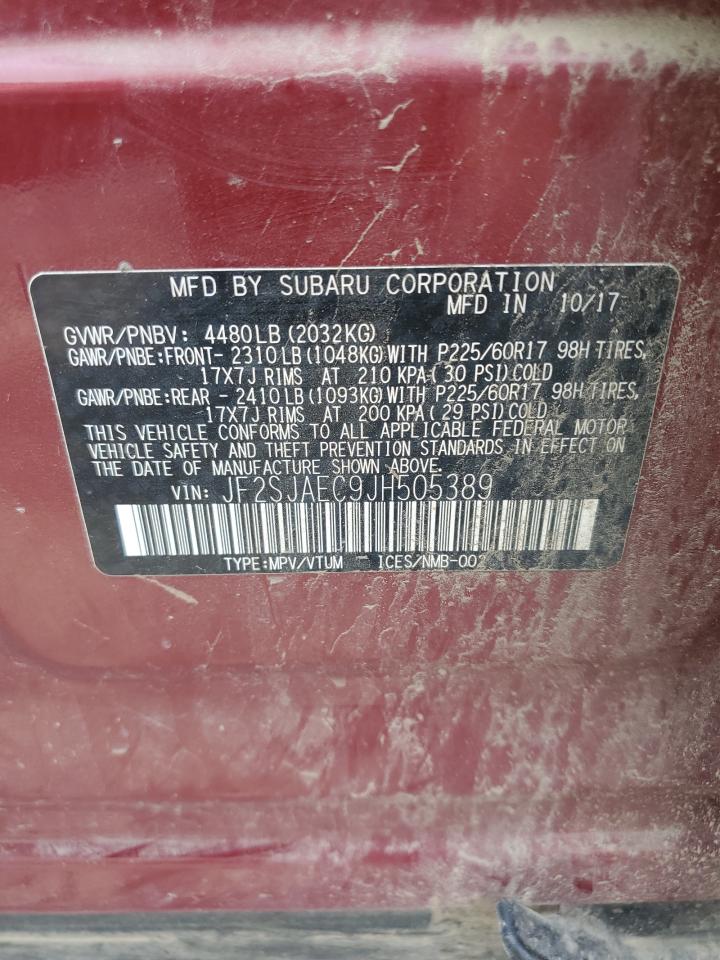 MFD BY SUBARU CORPORATION
MFD IN 10/17
GVWR/PNBV: 4480LB (2032KG)
GAWR/PNBE:FRONT- 2310LB (1048KG) WITH P225/60R17 98H TIRES,
17X7J RIMS AT 210 KPA( 30 PSI) COLD
GAWR/PNBE:REAR - 2410LB (1093KG) WITH P225/60R17 98H TIRES,
17X7J RIMS AT 200 KPA( 29 PSI) COLD
THIS VEHICLE CONFORMS TO ALL APPLICABLE FEDERAL MOTOR
VEHICLE SAFETY AND THEFT PREVENTION STANDARDS IN EFFECT ON
THE DATE OF MANUFACTURE SHOWN ABOVE.
VIN: JF2SJAEC9JH505389
TYPE:MPV/VTUM - ICES/NMB-002